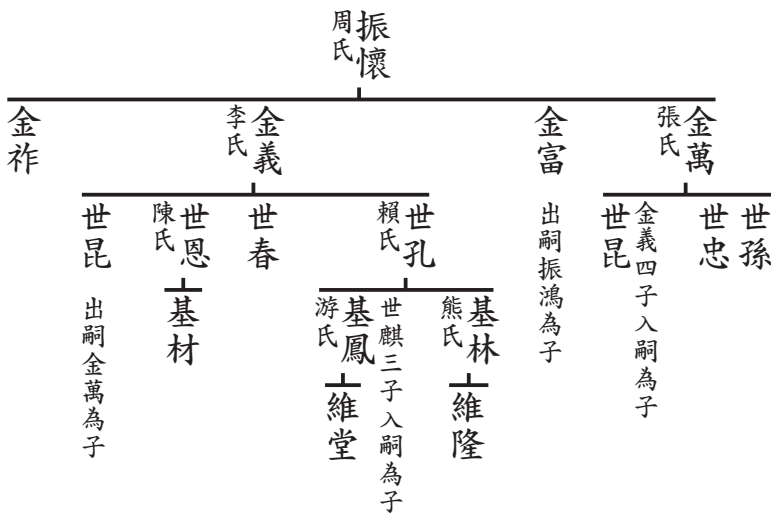 振懷
周氏
金萬
張氏
金富
出嗣振鴻為子
金義
李氏
金祚
世孫
世忠
世昆
金義四子入嗣為子
世孔
賴氏
世春
世恩
陳氏
世昆
出嗣金萬為子
基林
熊氏
基鳳
世麒三子入嗣為子
游氏
基材
維隆
維堂